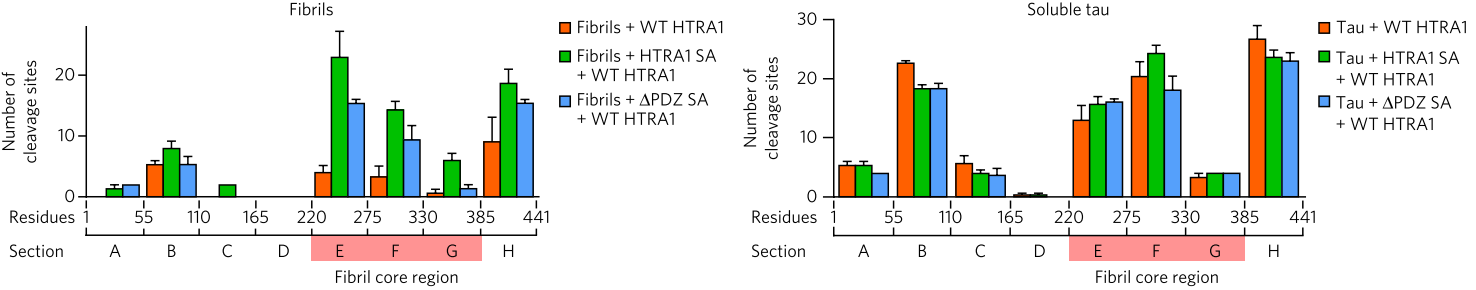 Fibrils
Number of
cleavage sites
20
10
0
Fibrils + WT HTRA1
Fibrils + HTRA1 SA
+ WT HTRA1
Fibrils + ΔPDZ SA
+ WT HTRA1
Residues 1 55 110 165 220 275 330 385 441
Section A B C D E F G H
Fibril core region
Soluble tau
Number of
cleavage sites
30
20
10
0
Tau + WT HTRA1
Tau + HTRA1 SA
+ WT HTRA1
Tau + ΔPDZ SA
+ WT HTRA1
Residues 1 55 110 165 220 275 330 385 441
Section A B C D E F G H
Fibril core region